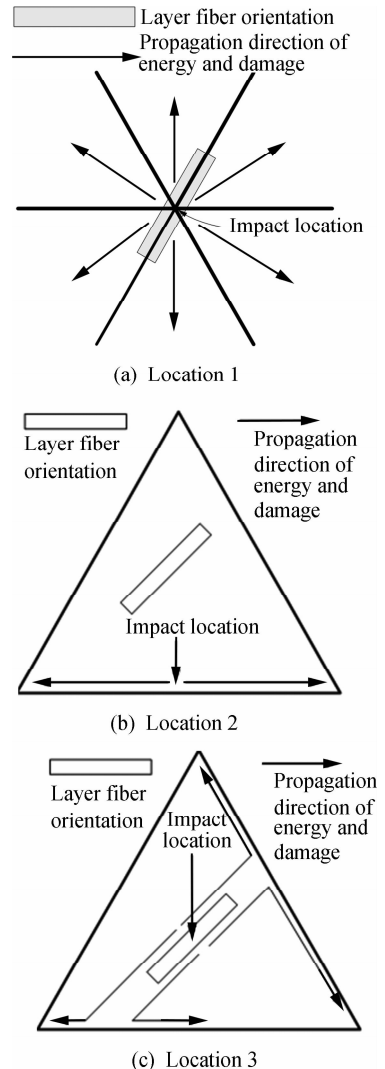 Layer fiber orientation
Propagation direction of
energy and damage
Impact location
(a) Location 1
Layer fiber
orientation
Propagation
direction of
energy and
damage
Impact location
(b) Location 2
Layer fiber
orientation
Impact
location
Propagation
direction of
energy and
damage
(c) Location 3